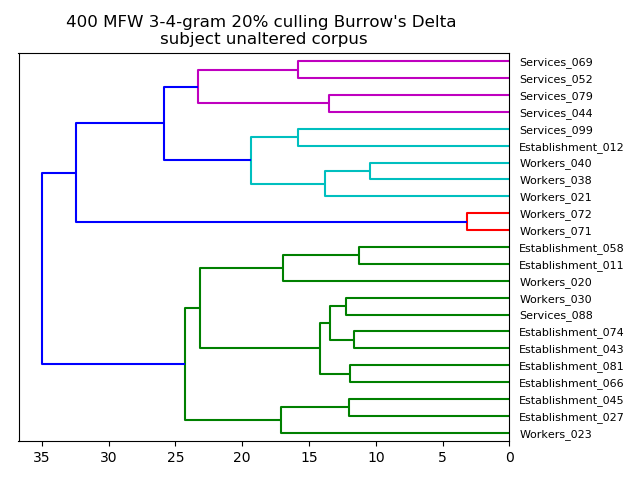 400 MFW 3-4-gram 20% culling Burrow's Delta
subject unaltered corpus
Services_069
Services_052
Services_079
Services_044
Services_099
Establishment_012
Workers_040
Workers_038
Workers_021
Workers_072
Workers_071
Establishment_058
Establishment_011
Workers_020
Workers_030
Services_088
Establishment_074
Establishment_043
Establishment_081
Establishment_066
Establishment_045
Establishment_027
Workers_023
35 30 25 20 15 10 5 0